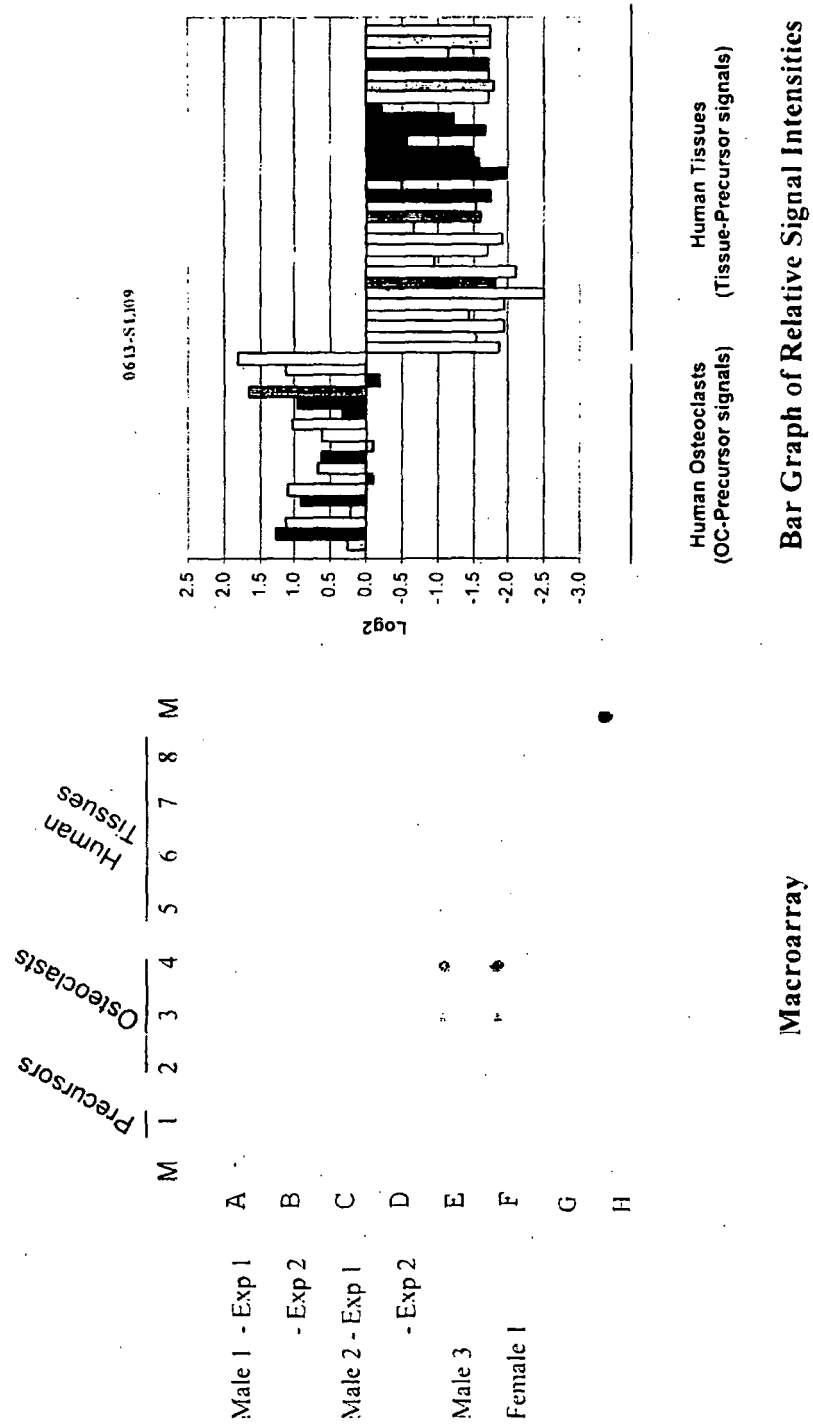 Precursors
Osteoclasts
Human
Tissues
M 1 2 3 4 5 6 7 8 M
Male 1 - Exp 1 A
- Exp 2 B
Male 2 - Exp 1 C
- Exp 2 D
Male 3 E
Female 1 F
G
H
Macroarray
2.5
2.0
1.5
1.0
0.5
0.0
-0.5
-1.0
-1.5
-2.0
-2.5
-3.0
Log2
Human Osteoclasts
(OC-Precursor signals)
Human Tissues
(Tissue-Precursor signals)
Bar Graph of Relative Signal Intensities